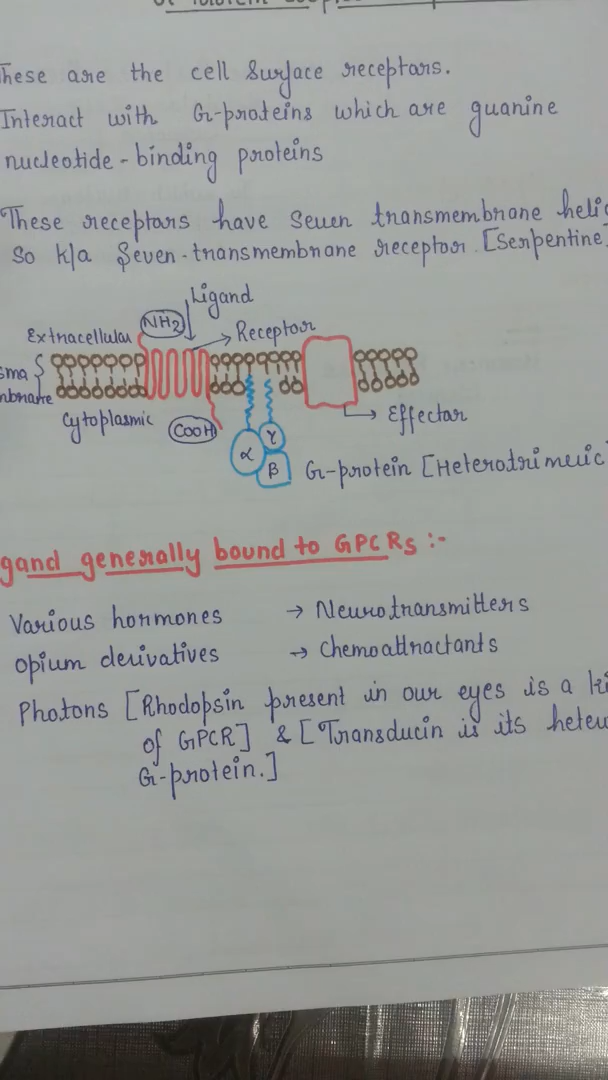 These are the cell surface receptors.
Interact with G-proteins which are guanine
nucleotide-binding proteins
These receptors have seven transmembrane
So k/a Seven-transmembrane receptor [Serpentine]
Ligand
NH2
Extracellular
Receptor
Cytoplasmic
COOH
Effector
α
γ
β
G-protein [Heterotrimeric]
generally bound to GPCRs :-
Various hormones → Neurotransmitters
Opium derivatives → Chemoattractants
Photons [Rhodopsin present in our eyes is a
of GPCR] & [Transducin is its
G-protein.]